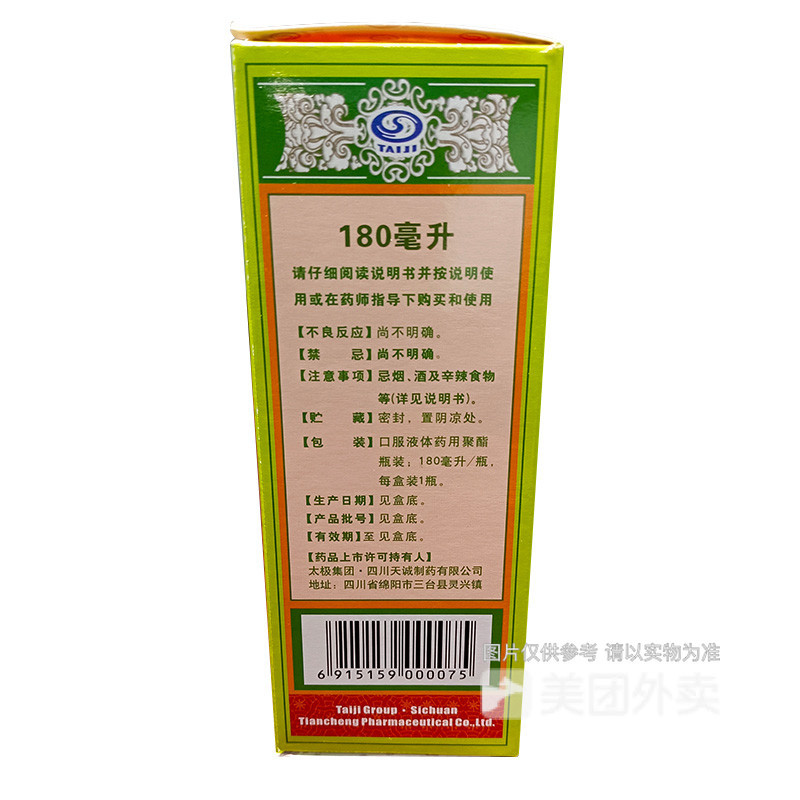 TAIJI
180毫升
请仔细阅读说明书并按说明使
用或在药师指导下购买和使用
【不良反应】尚不明确。
【禁 忌】尚不明确。
【注意事项】忌烟、酒及辛辣食物
等(详见说明书)。
【贮 藏】密封，置阴凉处。
【包 装】口服液体药用聚酯
瓶装；180毫升/瓶，
每盒装1瓶。
【生产日期】见盒底。
【产品批号】见盒底。
【有效期】至 见盒底。
【药品上市许可持有人】
太极集团·四川天诚制药有限公司
地址：四川省绵阳市三台县灵兴镇
6 915159 000075
Taiji Group · Sichuan
Tiancheng Pharmaceutical Co.,Ltd.
图片仅供参考 请以实物为准
美团外卖